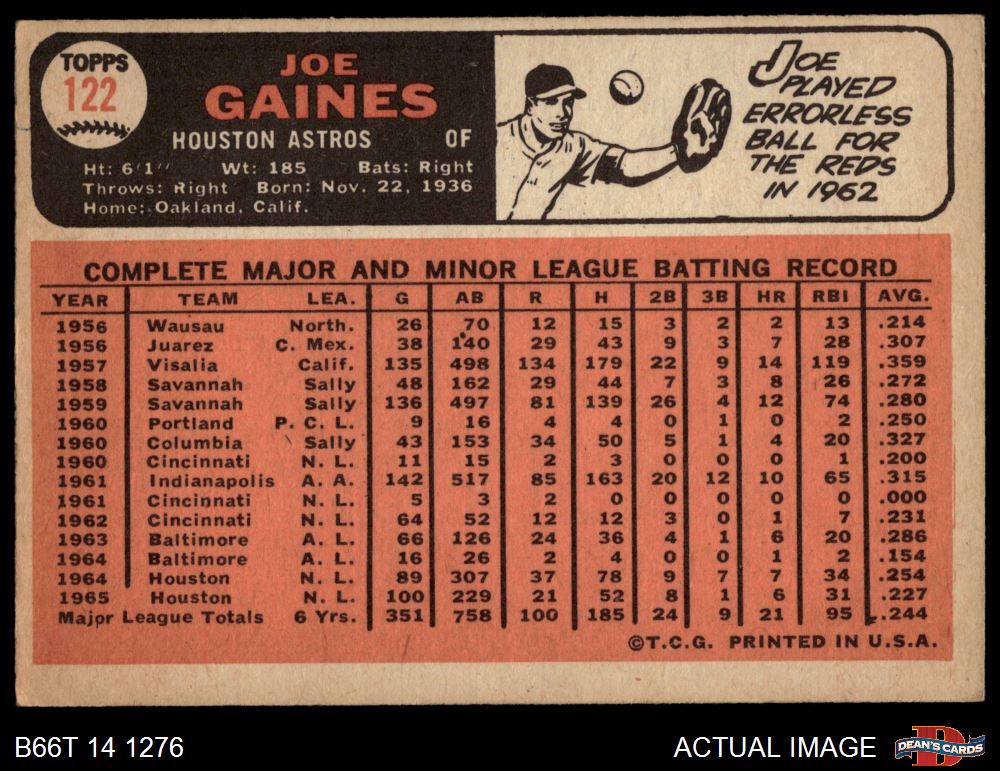 TOPPS
122
JOE
GAINES
HOUSTON ASTROS OF
Ht: 6'1" Wt: 185 Bats: Right
Throws: Right Born: Nov. 22, 1936
Home: Oakland, Calif.
JOE
PLAYED
ERRORLESS
BALL FOR
THE REDS
IN 1962
COMPLETE MAJOR AND MINOR LEAGUE BATTING RECORD
YEAR TEAM LEA. G AB R H 2B 3B HR RBI AVG.
1956 Wausau North. 26 70 12 15 3 2 2 13 .214
1956 Juarez C. Mex. 38 140 29 43 9 3 7 28 .307
1957 Visalia Calif. 135 498 134 179 22 9 14 119 .359
1958 Savannah Sally 48 162 29 44 7 3 8 26 .272
1959 Savannah Sally 136 497 81 139 26 4 12 74 .280
1960 Portland P. C. L. 9 16 4 4 0 1 0 2 .250
1960 Columbia Sally 43 153 34 50 5 1 4 20 .327
1960 Cincinnati N. L. 11 15 2 3 0 0 0 1 .200
1961 Indianapolis A. A. 142 517 85 163 20 12 10 65 .315
1961 Cincinnati N. L. 5 3 2 0 0 0 0 0 .000
1962 Cincinnati N. L. 64 52 12 12 3 0 1 7 .231
1963 Baltimore A. L. 66 126 24 36 4 1 6 20 .286
1964 Baltimore A. L. 16 26 2 4 0 0 1 2 .154
1964 Houston N. L. 89 307 37 78 9 7 7 34 .254
1965 Houston N. L. 100 229 21 52 8 1 6 31 .227
Major League Totals 6 Yrs. 351 758 100 185 24 9 21 95 .244
©T.C.G. PRINTED IN U.S.A.
B66T 14 1276
ACTUAL IMAGE
DEAN'S CARDS